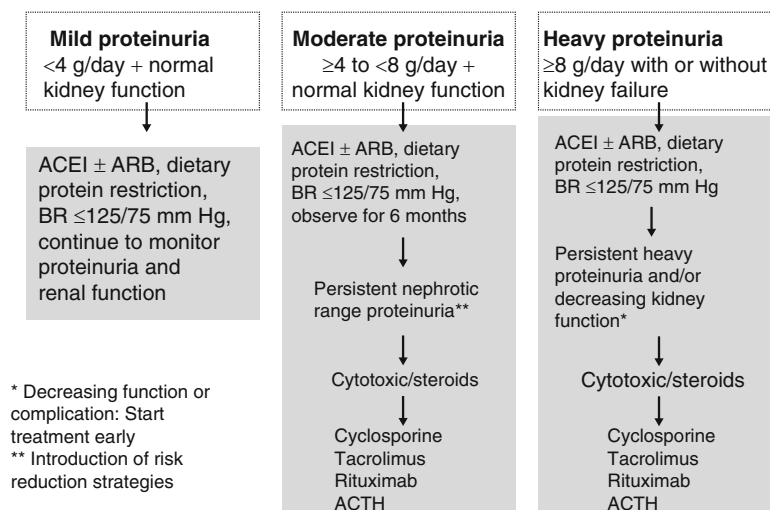 Mild proteinuria
<4 g/day + normal
kidney function
ACEI ± ARB, dietary
protein restriction,
BR ≤125/75 mm Hg,
continue to monitor
proteinuria and
renal function
* Decreasing function or
complication: Start
treatment early
** Introduction of risk
reduction strategies
Moderate proteinuria
≥4 to <8 g/day +
normal kidney function
ACEI ± ARB, dietary
protein restriction,
BR ≤125/75 mm Hg,
observe for 6 months
Persistent nephrotic
range proteinuria**
Cytotoxic/steroids
Cyclosporine
Tacrolimus
Rituximab
ACTH
Heavy proteinuria
≥8 g/day with or without
kidney failure
ACEI ± ARB, dietary
protein restriction,
BR ≤125/75 mm Hg
Persistent heavy
proteinuria and/or
decreasing kidney
function*
Cytotoxic/steroids
Cyclosporine
Tacrolimus
Rituximab
ACTH